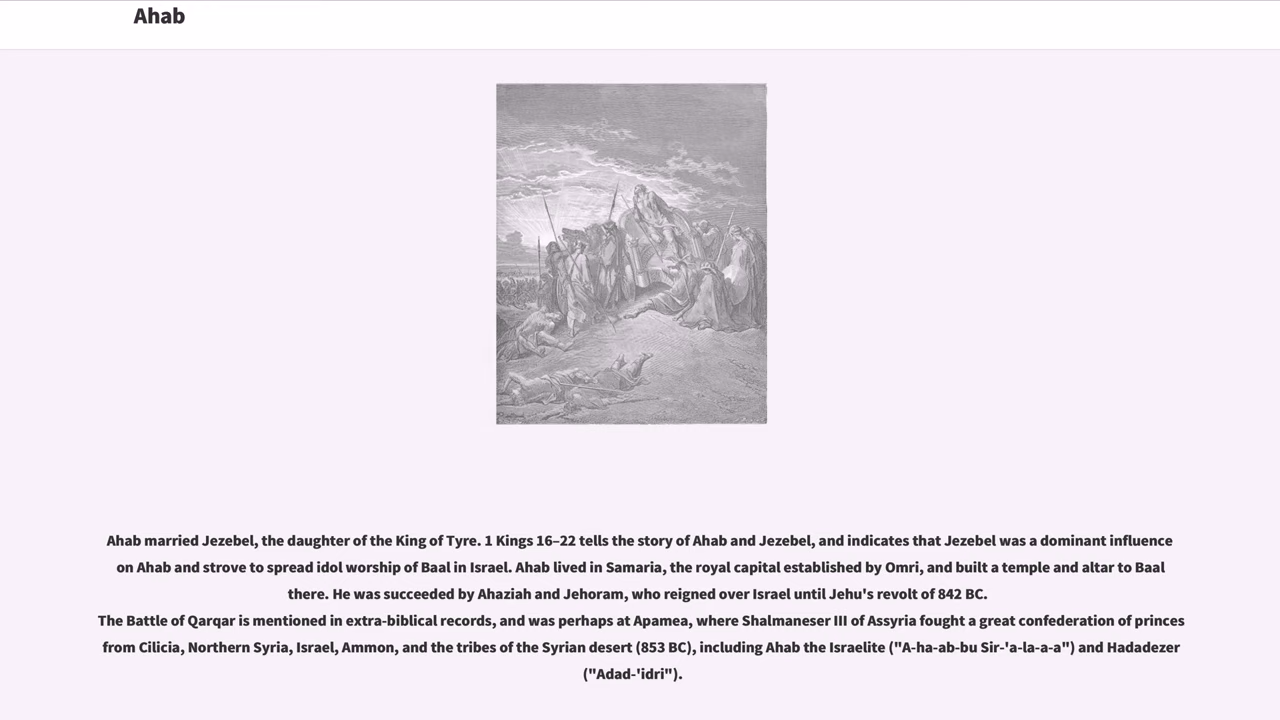 Ahab
Ahab married Jezebel, the daughter of the King of Tyre. 1 Kings 16–22 tells the story of Ahab and Jezebel, and indicates that Jezebel was a dominant influence
on Ahab and strove to spread idol worship of Baal in Israel. Ahab lived in Samaria, the royal capital established by Omri, and built a temple and altar to Baal
there. He was succeeded by Ahaziah and Jehoram, who reigned over Israel until Jehu's revolt of 842 BC.
The Battle of Qarqar is mentioned in extra-biblical records, and was perhaps at Apamea, where Shalmaneser III of Assyria fought a great confederation of princes
from Cilicia, Northern Syria, Israel, Ammon, and the tribes of the Syrian desert (853 BC), including Ahab the Israelite ("A-ha-ab-bu Sir-'a-la-a-a") and Hadadezer
("Adad-'idri").